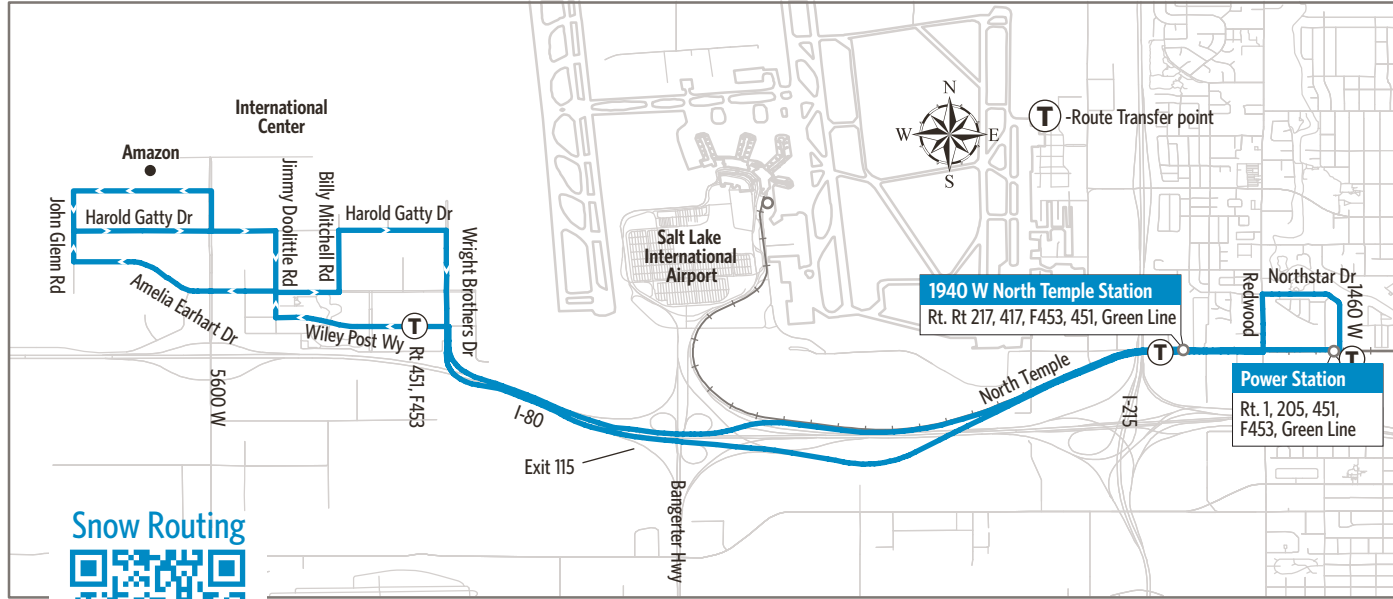 International
Center
Amazon
John Glenn Rd
Harold Gatty Dr
Jimmy Doolittle Rd
Billy Mitchell Rd
Harold Gatty Dr
Wright Brothers Dr
Amelia Earhart Dr
Wiley Post Wy
T
Rt 451, F453
5600 W
I-80
Exit 115
Bangerter Hwy
Salt Lake
International
Airport
N
W
E
S
T -Route Transfer point
1940 W North Temple Station
Rt. Rt 217, 417, F453, 451, Green Line
North Temple
T
I-215
Redwood
Northstar Dr
1460 W
T
Power Station
Rt. 1, 205, 451,
F453, Green Line
Snow Routing